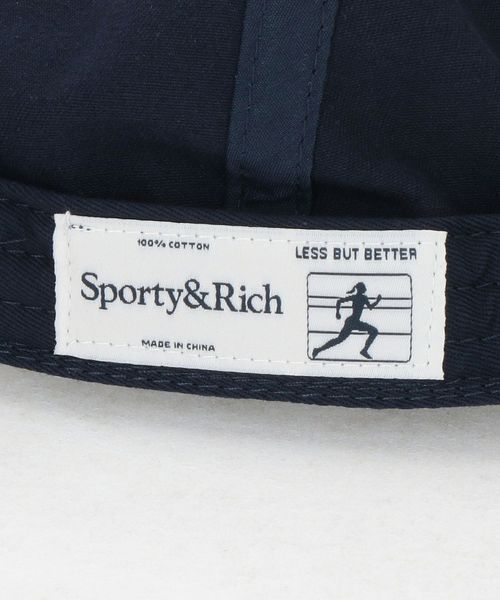 100% COTTON
LESS BUT BETTER
Sporty&Rich
MADE IN CHINA